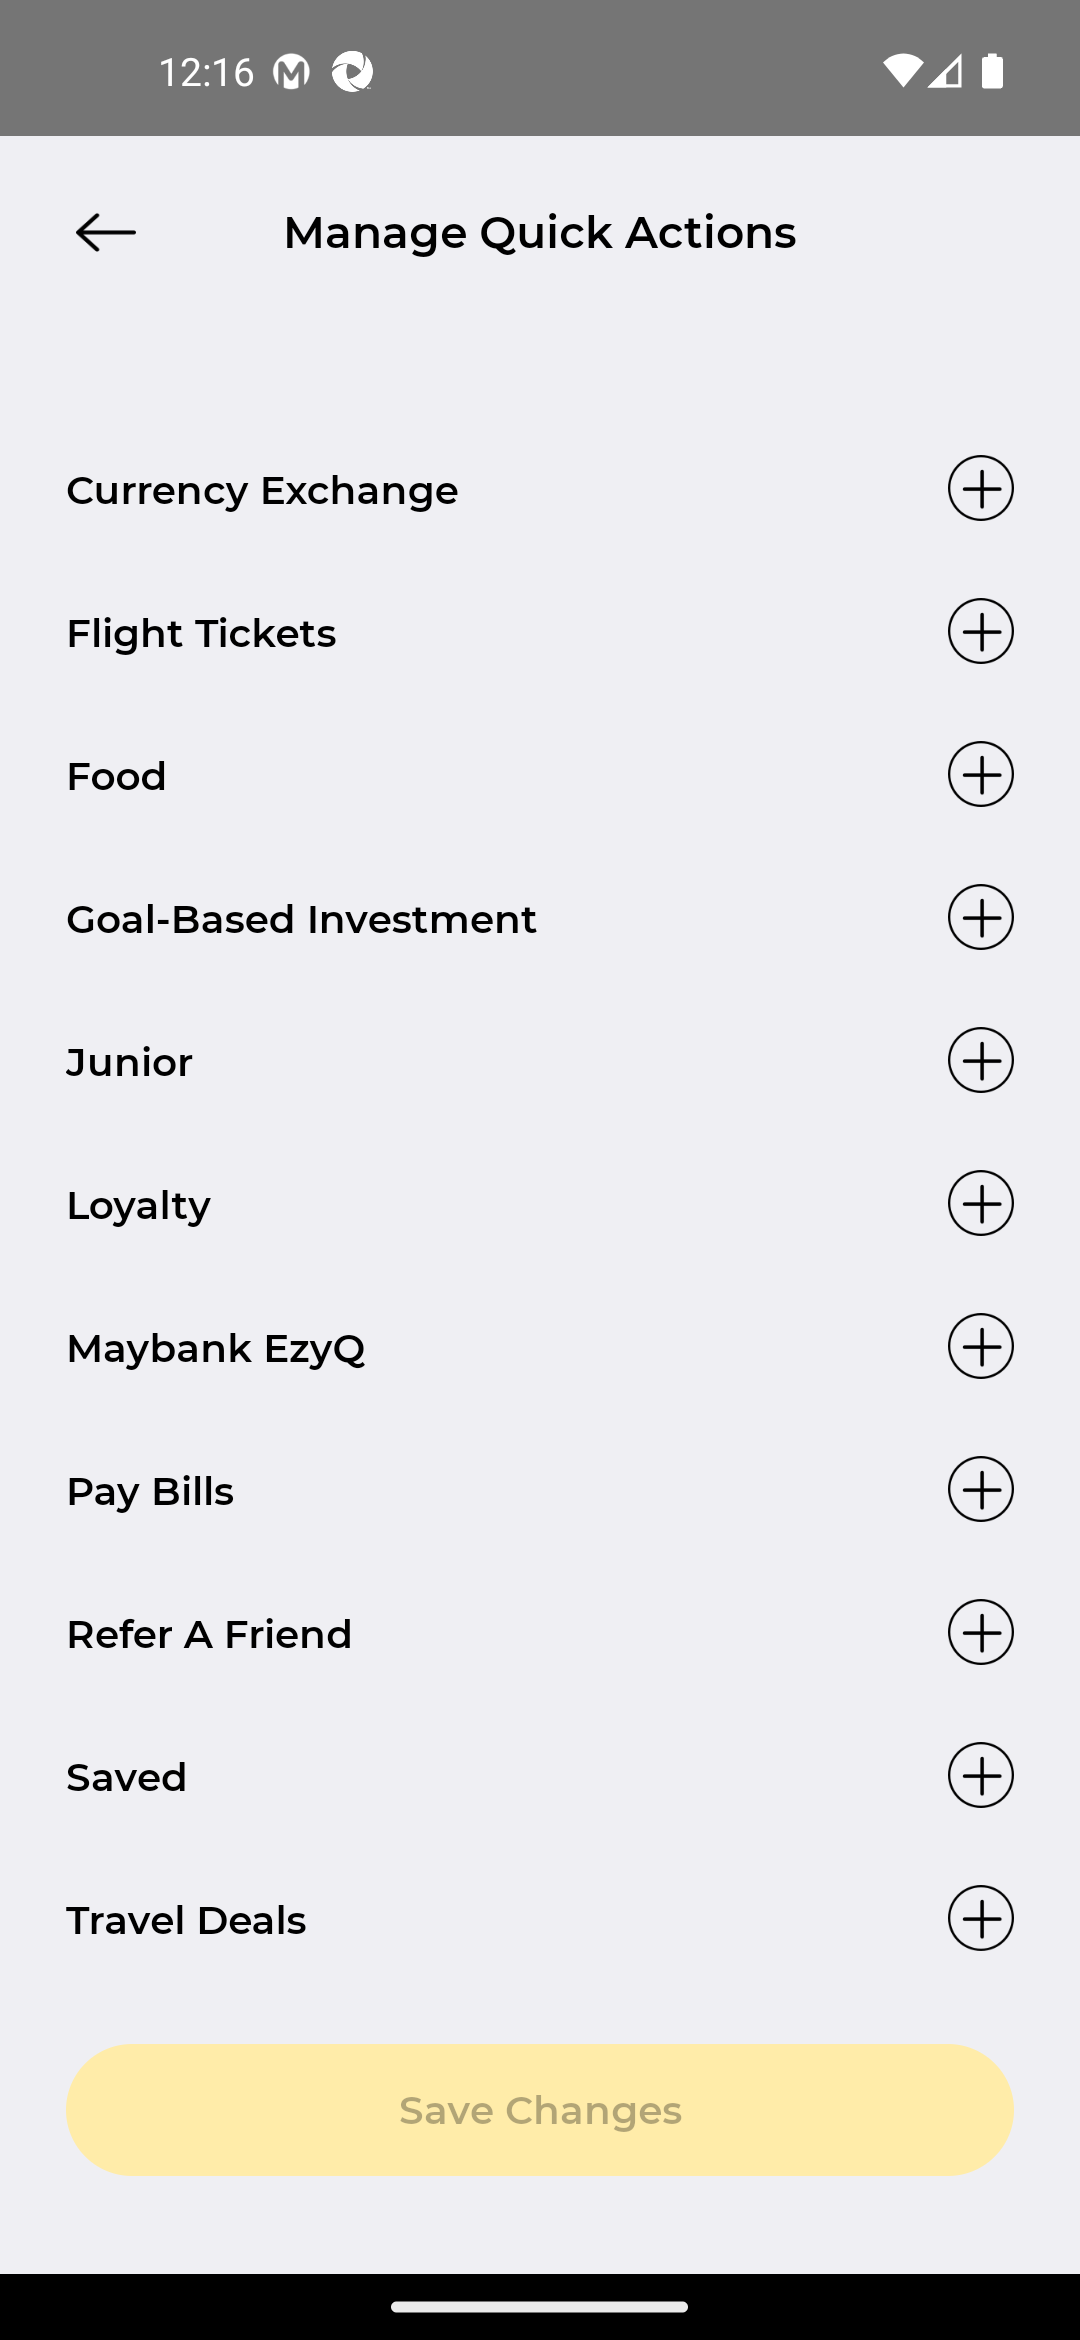 12:16
Manage Quick Actions
Currency Exchange
Flight Tickets
Food
Goal-Based Investment
Junior
Loyalty
Maybank EzyQ
Pay Bills
Refer A Friend
Saved
Travel Deals
Save Changes